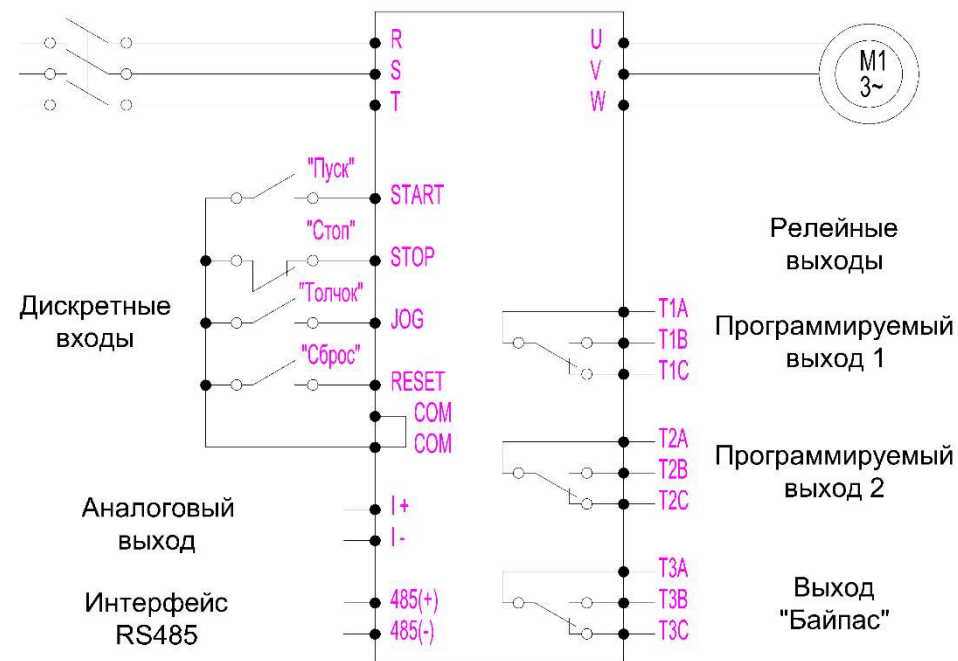 R
S
T
U
V
W
M1
3~
"Пуск"
START
"Стоп"
STOP
"Толчок"
JOG
"Сброс"
RESET
COM
COM
Дискретные
входы
Аналоговый
выход
I+
I-
Интерфейс
RS485
485(+)
485(-)
Релейные
выходы
T1A
T1B
T1C
Программируемый
выход 1
T2A
T2B
T2C
Программируемый
выход 2
T3A
T3B
T3C
Выход
"Байпас"